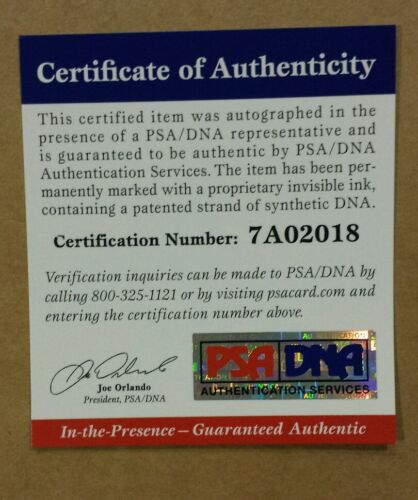 Certificate of Authenticity
This certified item was autographed in the
presence of a PSA/DNA representative and
is guaranteed to be authentic by PSA/DNA
Authentication Services. The item has been per-
manently marked with a proprietary invisible ink,
containing a patented strand of synthetic DNA.
Certification Number: 7A02018
Verification inquiries can be made to PSA/DNA by
calling 800-325-1121 or by visiting psacard.com and
entering the certification number above.
Joe Orlando
President, PSA/DNA
PSA DNA
AUTHENTICATION SERVICES
In-the-Presence – Guaranteed Authentic